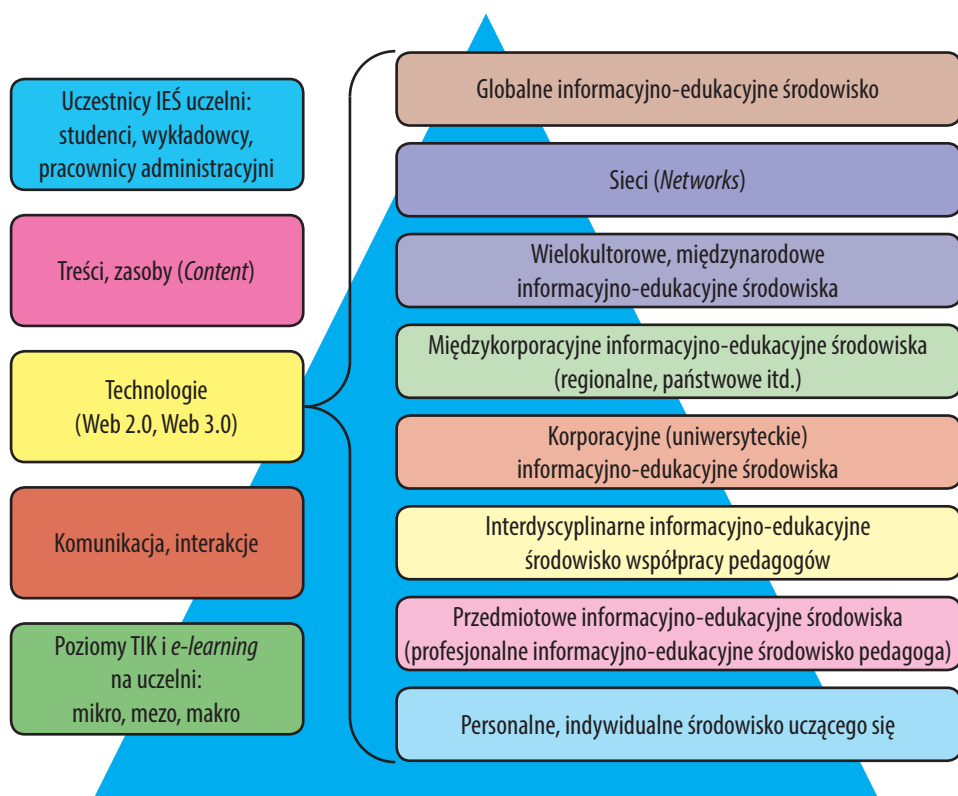 Uczestnicy IEŚ uczelni:
studenci, wykładowcy,
pracownicy administracyjni
Treści, zasoby (Content)
Technologie
(Web 2.0, Web 3.0)
Komunikacja, interakcje
Poziomy TIK i e-learning
na uczelni:
mikro, mezo, makro
Globalne informacyjno-edukacyjne środowisko
Sieci (Networks)
Wielokultorowe, międzynarodowe
informacyjno-edukacyjne środowiska
Międzykorporacyjne informacyjno-edukacyjne środowiska
(regionalne, państwowe itd.)
Korporacyjne (uniwersyteckie)
informacyjno-edukacyjne środowiska
Interdyscyplinarne informacyjno-edukacyjne
środowisko współpracy pedagogów
Przedmiotowe informacyjno-edukacyjne środowiska
(profesjonalne informacyjno-edukacyjne środowisko pedagoga)
Personalne, indywidualne środowisko uczącego się